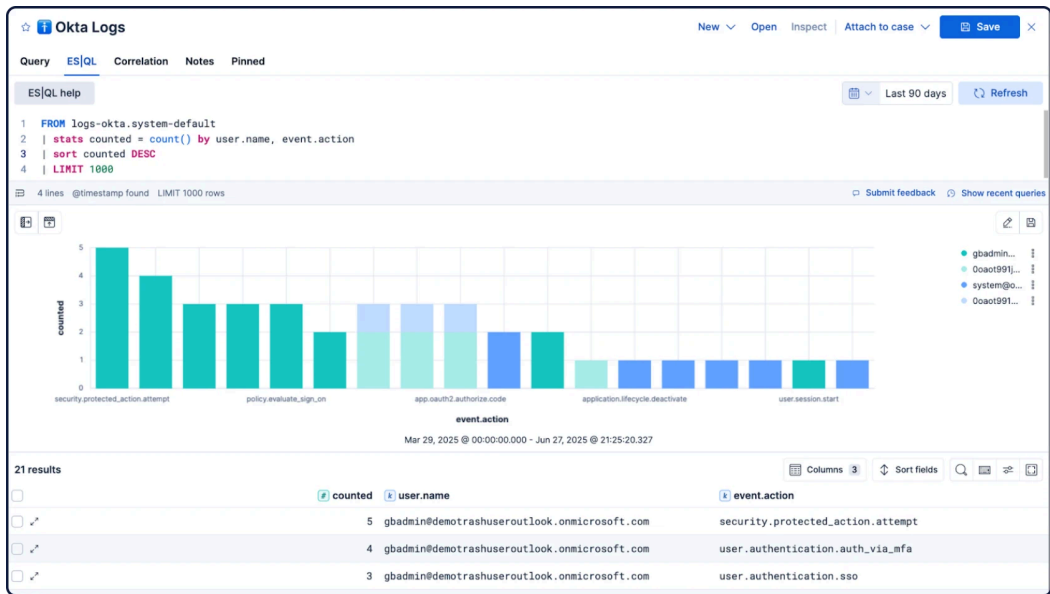 Okta Logs
New Open Inspect Attach to case Save
Query ES|QL Correlation Notes Pinned
ES|QL help Last 90 days Refresh
1 FROM logs-okta.system-default
2 | stats counted = count() by user.name, event.action
3 | sort counted DESC
4 | LIMIT 1000
4 lines @timestamp found LIMIT 1000 rows Submit feedback Show recent queries
5
4
3
2
1
0
counted
gbadmin...
0oaot991j...
system@o...
0oaot991...
security.protected_action.attempt policy.evaluate_sign_on app.oauth2.authorize.code application.lifecycle.deactivate user.session.start
event.action
Mar 29, 2025 @ 00:00:00.000 - Jun 27, 2025 @ 21:25:20.327
21 results Columns 3 Sort fields
# counted k user.name k event.action
5 gbadmin@demotrashuseroutlook.onmicrosoft.com security.protected_action.attempt
4 gbadmin@demotrashuseroutlook.onmicrosoft.com user.authentication.auth_via_mfa
3 gbadmin@demotrashuseroutlook.onmicrosoft.com user.authentication.sso